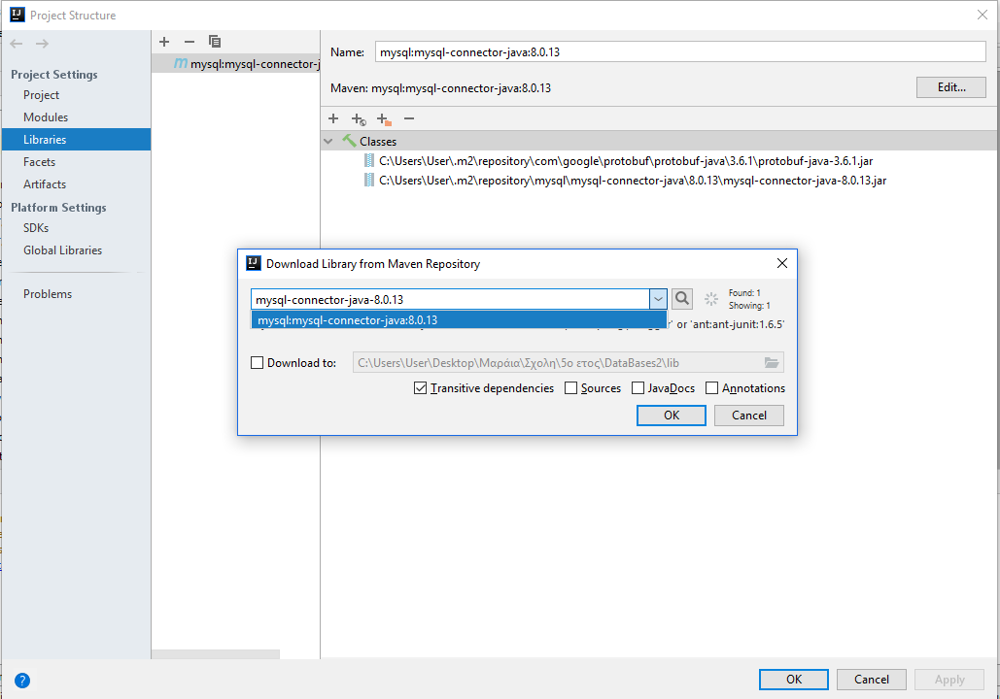 Project Structure
Project Settings
Project
Modules
Libraries
Facets
Artifacts
Platform Settings
SDKs
Global Libraries
Problems
mysql:mysql-connector-j
Name: mysql:mysql-connector-java:8.0.13
Maven: mysql:mysql-connector-java:8.0.13
Edit...
Classes
C:\Users\User\.m2\repository\com\google\protobuf\protobuf-java\3.6.1\protobuf-java-3.6.1.jar
C:\Users\User\.m2\repository\mysql\mysql-connector-java\8.0.13\mysql-connector-java-8.0.13.jar
Download Library from Maven Repository
mysql-connector-java-8.0.13
Found: 1
Showing: 1
mysql:mysql-connector-java:8.0.13
' or 'ant:ant-junit:1.6.5'
Download to: C:\Users\User\Desktop\Μαράια\Σχολη\5ο ετος\DataBases2\lib
Transitive dependencies Sources JavaDocs Annotations
OK Cancel
OK Cancel Apply